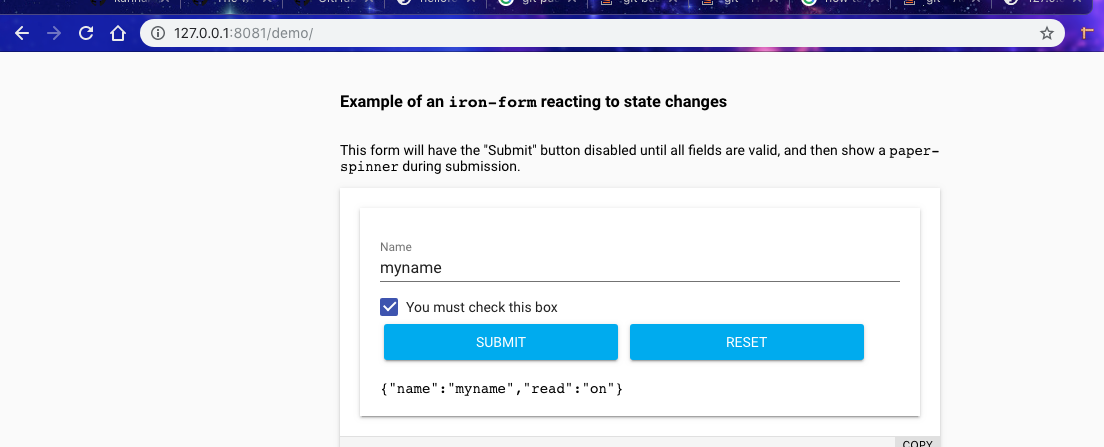 127.0.0.1:8081/demo/
Example of an iron-form reacting to state changes
This form will have the "Submit" button disabled until all fields are valid, and then show a paper-
spinner during submission.
Name
myname
You must check this box
SUBMIT RESET
{"name":"myname","read":"on"}
COPY